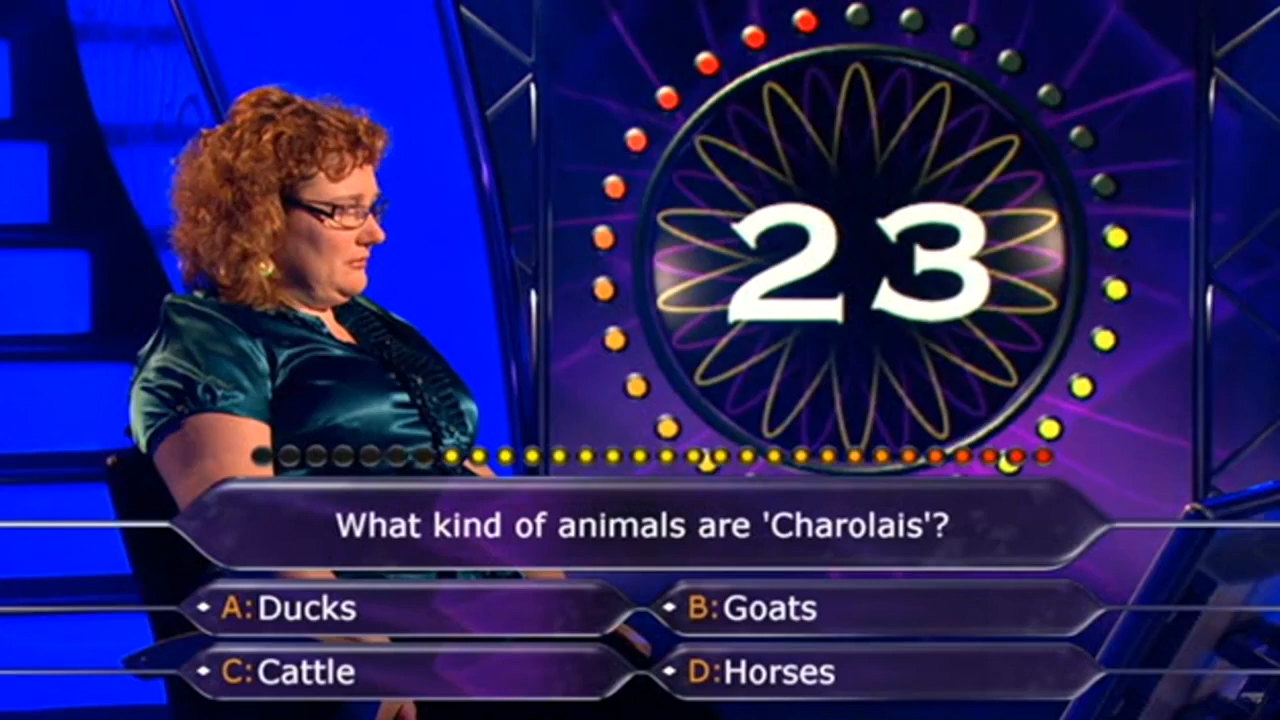 23
What kind of animals are 'Charolais'?
A: Ducks
B: Goats
C: Cattle
D: Horses